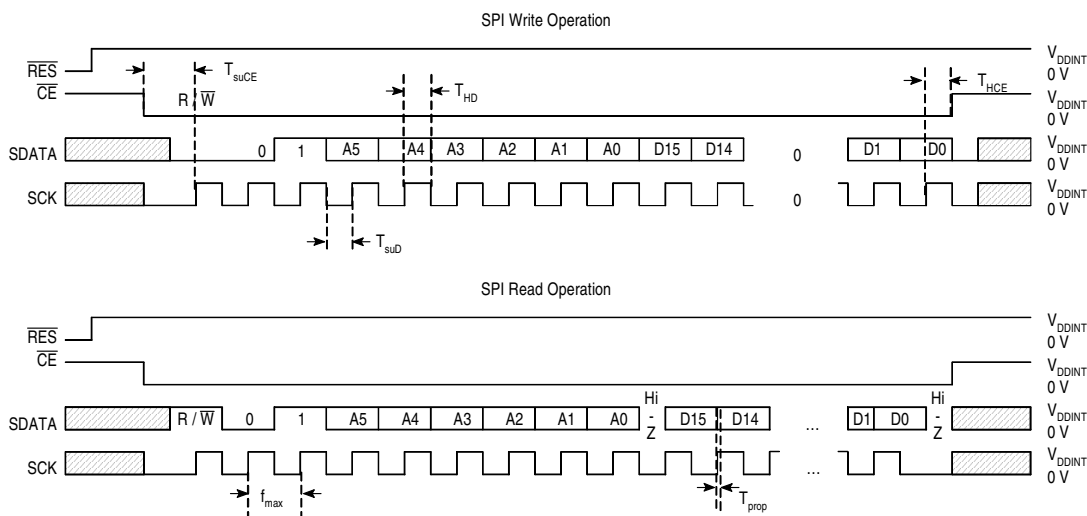 SPI Write Operation
RES
T_suCE
V_DDINT
0 V
CE
R / W
T_HD
T_HCE
V_DDINT
0 V
SDATA
0 1 A5 A4 A3 A2 A1 A0 D15 D14 0 D1 D0
V_DDINT
0 V
SCK
0
V_DDINT
0 V
T_suD
SPI Read Operation
RES
V_DDINT
0 V
CE
V_DDINT
0 V
SDATA
R / W 0 1 A5 A4 A3 A2 A1 A0 Hi - Z D15 D14 ... D1 D0 Hi - Z
V_DDINT
0 V
SCK
...
V_DDINT
0 V
f_max
T_prop